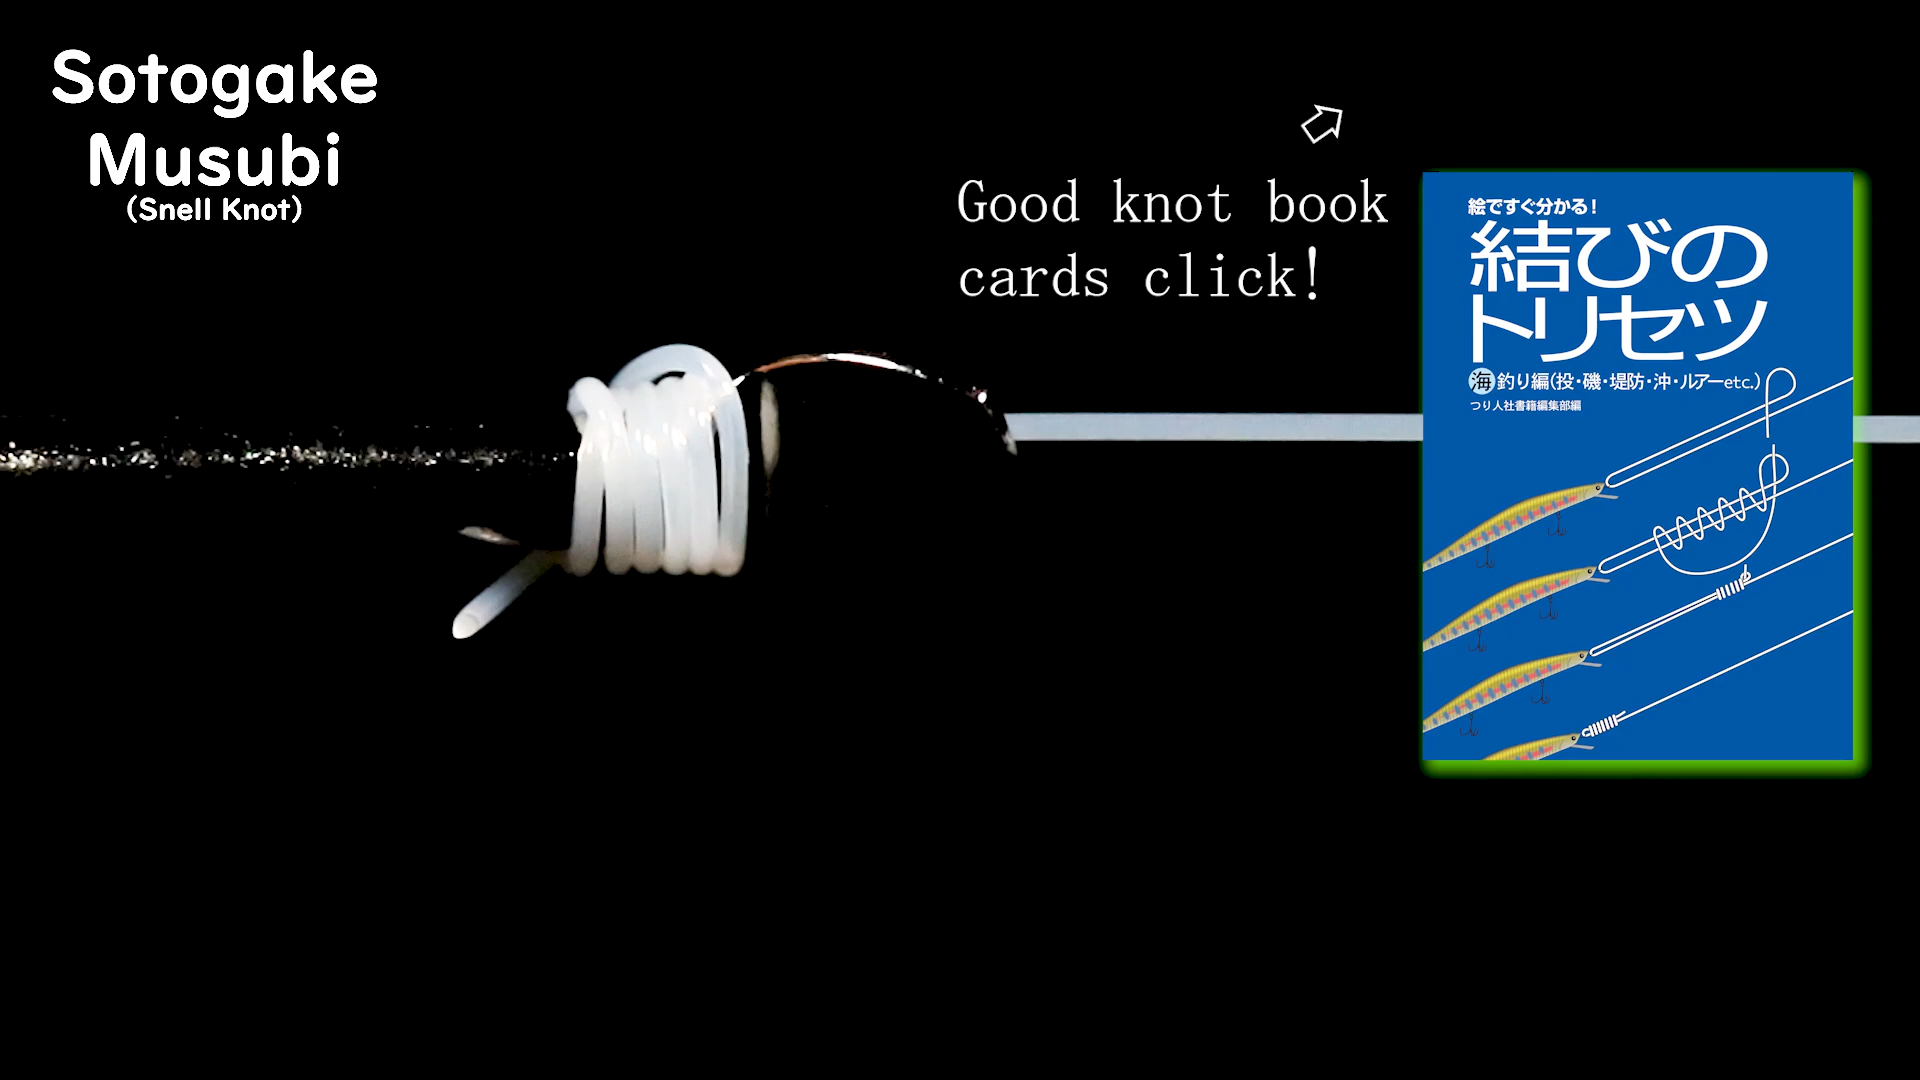 Sotogake
Musubi
(Snell Knot)
Good knot book
cards click!
絵ですぐ分かる!
結びの
トリセツ
海釣り編(投・磯・堤防・沖・ルアーetc.)
つり人社書籍編集部編